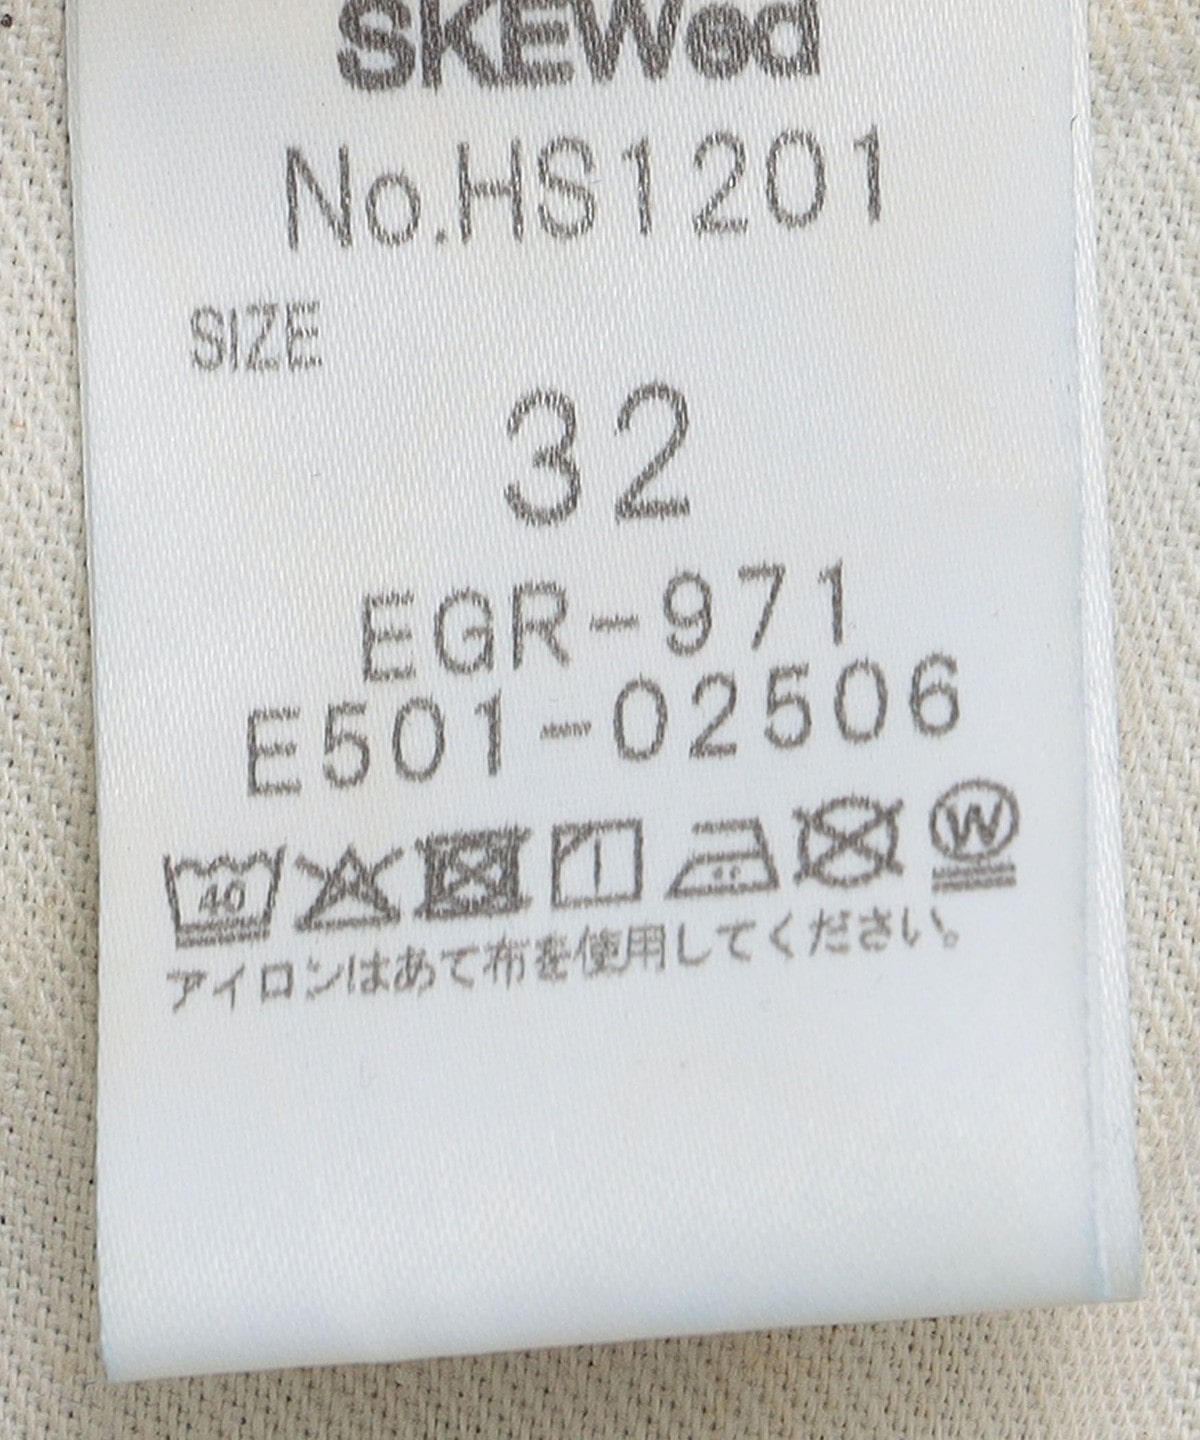 SKEWed
No.HS1201
SIZE
32
EGR-971
E501-02506
40 W
アイロンはあて布を使用してください。